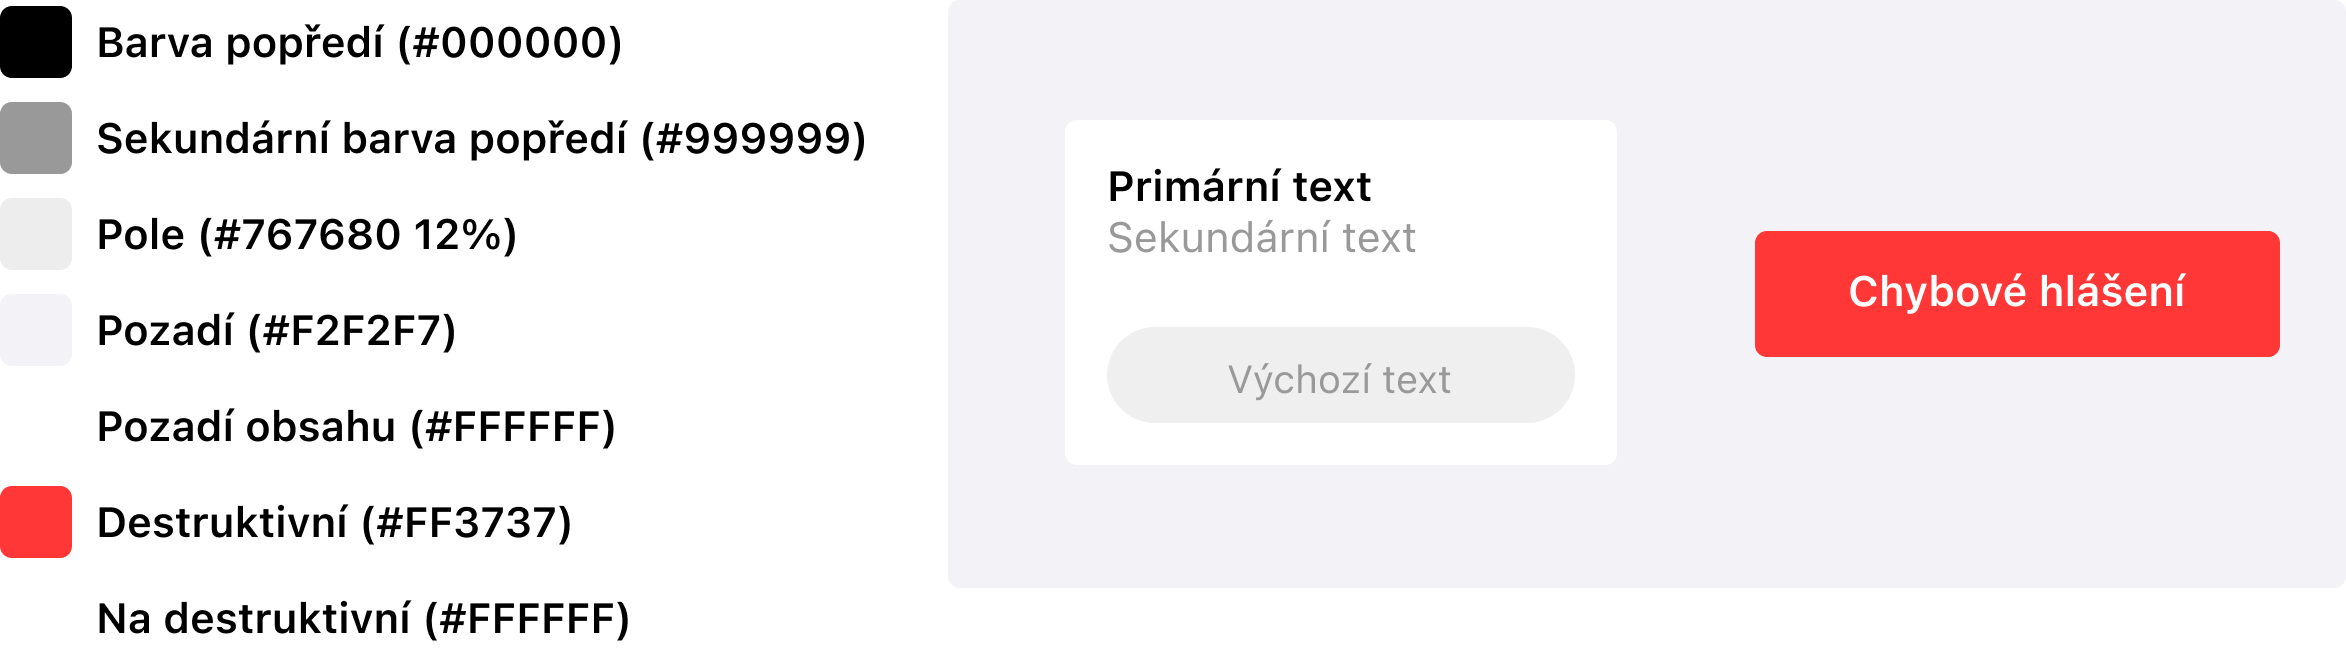 Barva popředí (#000000)
Sekundární barva popředí (#999999)
Pole (#767680 12%)
Pozadí (#F2F2F7)
Pozadí obsahu (#FFFFFF)
Destruktivní (#FF3737)
Na destruktivní (#FFFFFF)
Primární text
Sekundární text
Výchozí text
Chybové hlášení